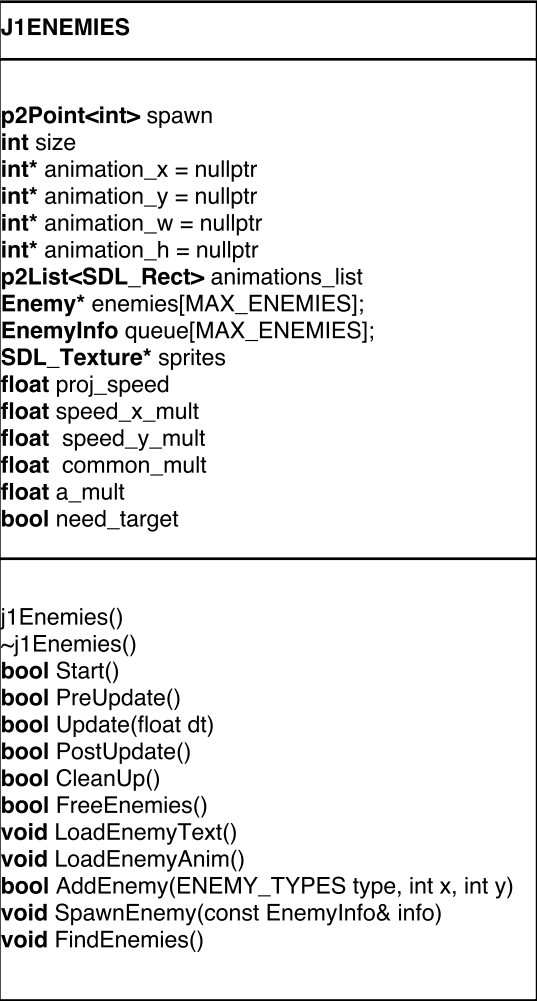 J1ENEMIES
p2Point<int> spawn
int size
int* animation_x = nullptr
int* animation_y = nullptr
int* animation_w = nullptr
int* animation_h = nullptr
p2List<SDL_Rect> animations_list
Enemy* enemies[MAX_ENEMIES];
EnemyInfo queue[MAX_ENEMIES];
SDL_Texture* sprites
float proj_speed
float speed_x_mult
float  speed_y_mult
float  common_mult
float a_mult
bool need_target
j1Enemies()
~j1Enemies()
bool Start()
bool PreUpdate()
bool Update(float dt)
bool PostUpdate()
bool CleanUp()
bool FreeEnemies()
void LoadEnemyText()
void LoadEnemyAnim()
bool AddEnemy(ENEMY_TYPES type, int x, int y)
void SpawnEnemy(const EnemyInfo& info)
void FindEnemies()